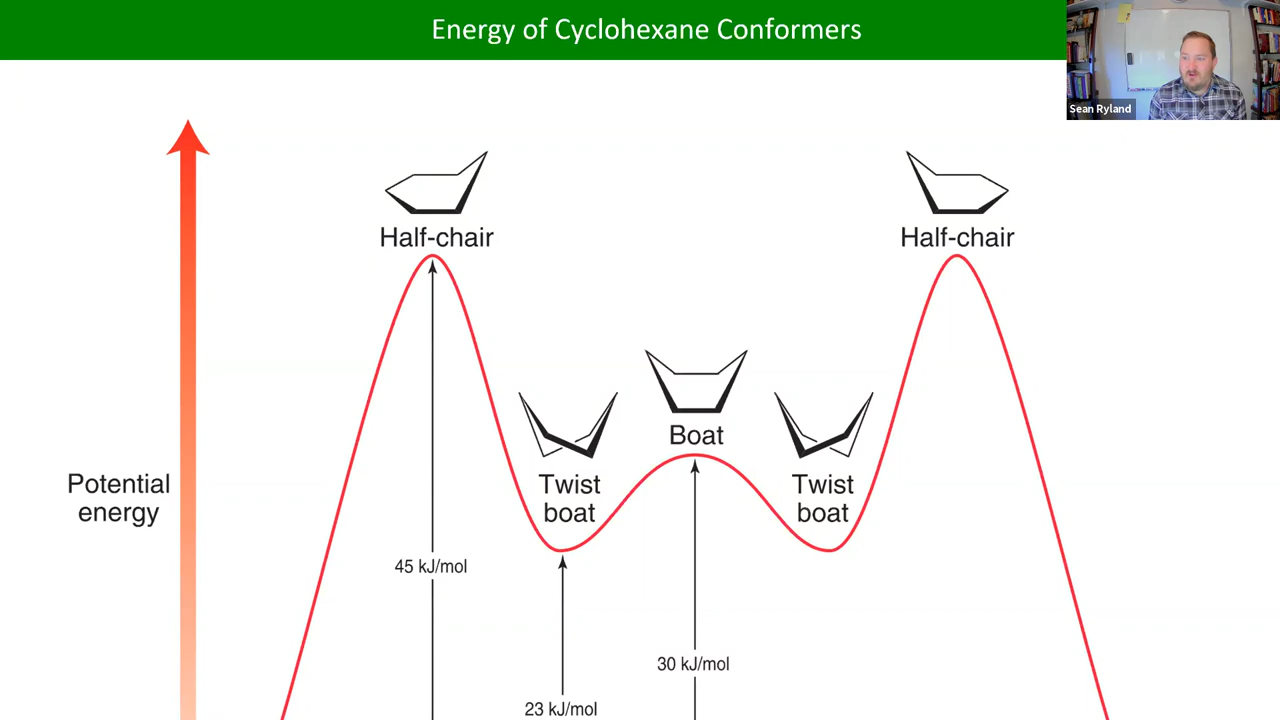 Energy of Cyclohexane Conformers
Sean Ryland
Half-chair
Half-chair
Boat
Twist
boat
Twist
boat
Potential
energy
45 kJ/mol
30 kJ/mol
23 kJ/mol